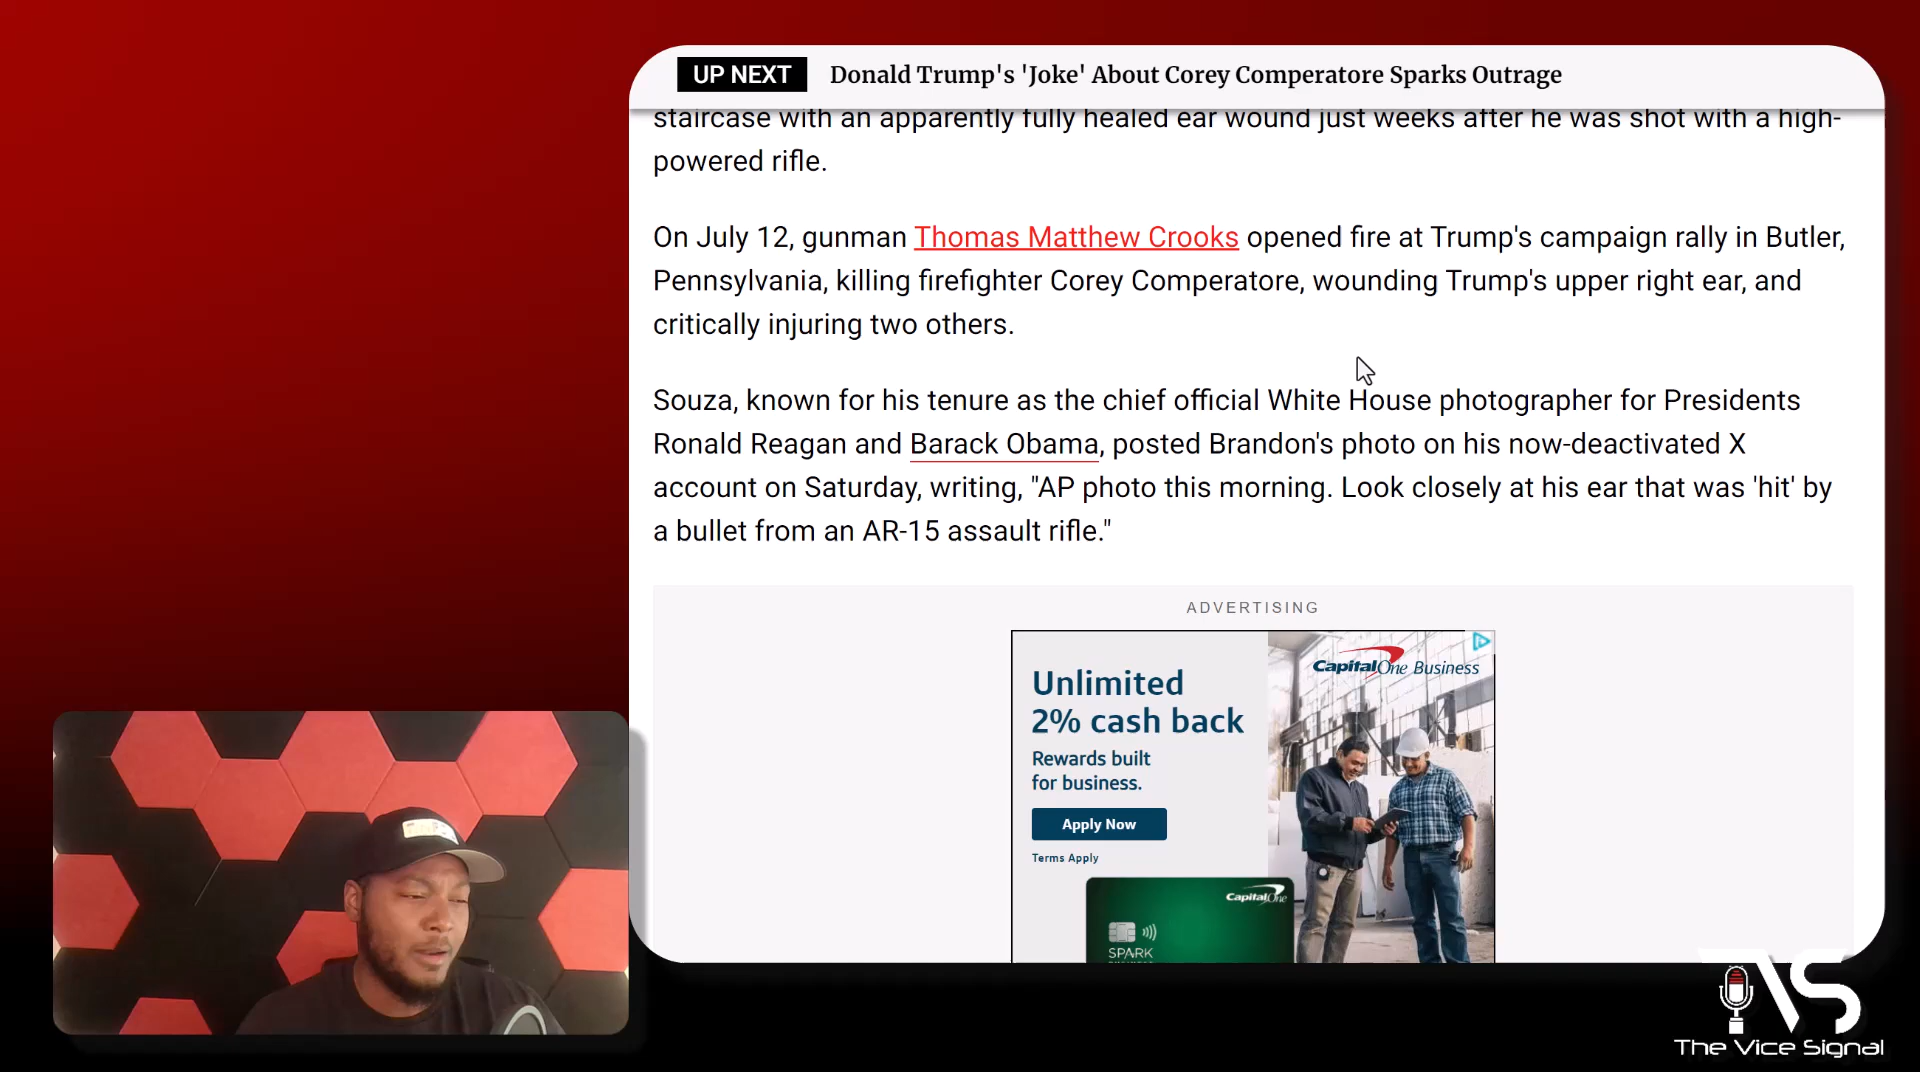 UP NEXT Donald Trump's 'Joke' About Corey Comperatore Sparks Outrage
staircase with an apparently fully healed ear wound just weeks after he was shot with a high-
powered rifle.
On July 12, gunman Thomas Matthew Crooks opened fire at Trump's campaign rally in Butler,
Pennsylvania, killing firefighter Corey Comperatore, wounding Trump's upper right ear, and
critically injuring two others.
Souza, known for his tenure as the chief official White House photographer for Presidents
Ronald Reagan and Barack Obama, posted Brandon's photo on his now-deactivated X
account on Saturday, writing, "AP photo this morning. Look closely at his ear that was 'hit' by
a bullet from an AR-15 assault rifle."
ADVERTISING
CapitalOne Business
Unlimited
2% cash back
Rewards built
for business.
Apply Now
Terms Apply
CapitalOne
SPARK
VS
The Vice Signal